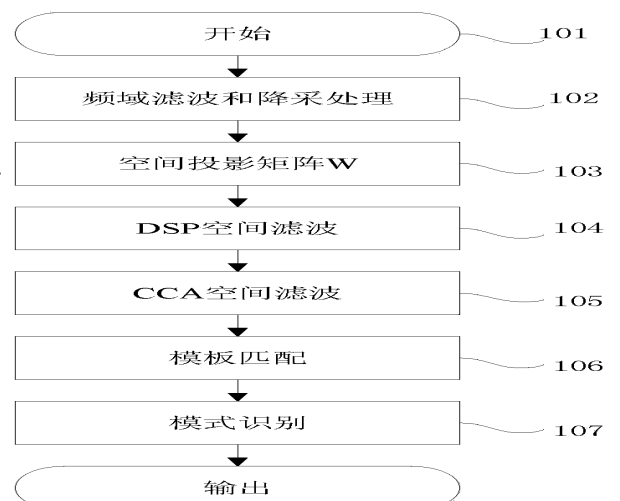 开始
101
频域滤波和降采处理
102
空间投影矩阵W
103
DSP空间滤波
104
CCA空间滤波
105
模板匹配
106
模式识别
107
输出